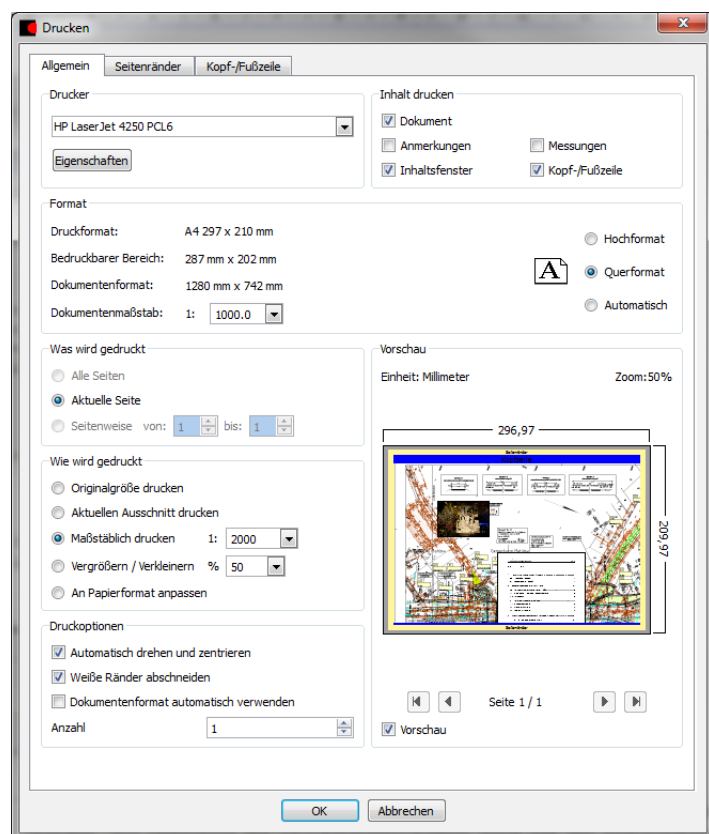 Drucken
Allgemein Seitenränder Kopf-/Fußzeile
Drucker
HP LaserJet 4250 PCL6
Eigenschaften
Inhalt drucken
Dokument
Anmerkungen Messungen
Inhaltsfenster Kopf-/Fußzeile
Format
Druckformat: A4 297 x 210 mm
Bedruckbarer Bereich: 287 mm x 202 mm
Dokumentenformat: 1280 mm x 742 mm
Dokumentenmaßstab: 1: 1000.0
A
Hochformat
Querformat
Automatisch
Was wird gedruckt
Alle Seiten
Aktuelle Seite
Seitenweise von: 1 bis: 1
Wie wird gedruckt
Originalgröße drucken
Aktuellen Ausschnitt drucken
Maßstäblich drucken 1: 2000
Vergrößern / Verkleinern % 50
An Papierformat anpassen
Druckoptionen
Automatisch drehen und zentrieren
Weiße Ränder abschneiden
Dokumentenformat automatisch verwenden
Anzahl 1
Vorschau
Einheit: Millimeter Zoom:50%
296,97
209,97
Seite 1 / 1
Vorschau
OK Abbrechen